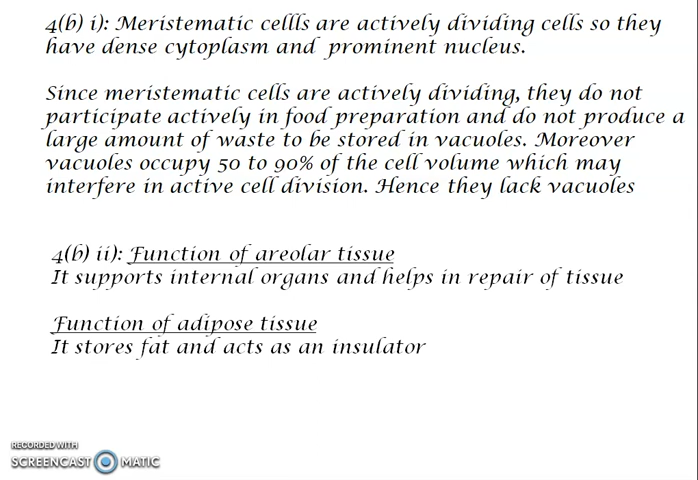 4(b) i): Meristematic cellls are actively dividing cells so they
have dense cytoplasm and prominent nucleus.
Since meristematic cells are actively dividing, they do not
participate actively in food preparation and do not produce a
large amount of waste to be stored in vacuoles. Moreover
vacuoles occupy 50 to 90% of the cell volume which may
interfere in active cell division. Hence they lack vacuoles
4(b) ii): Function of areolar tissue
It supports internal organs and helps in repair of tissue
Function of adipose tissue
It stores fat and acts as an insulator
RECORDED WITH
SCREENCAST MATIC